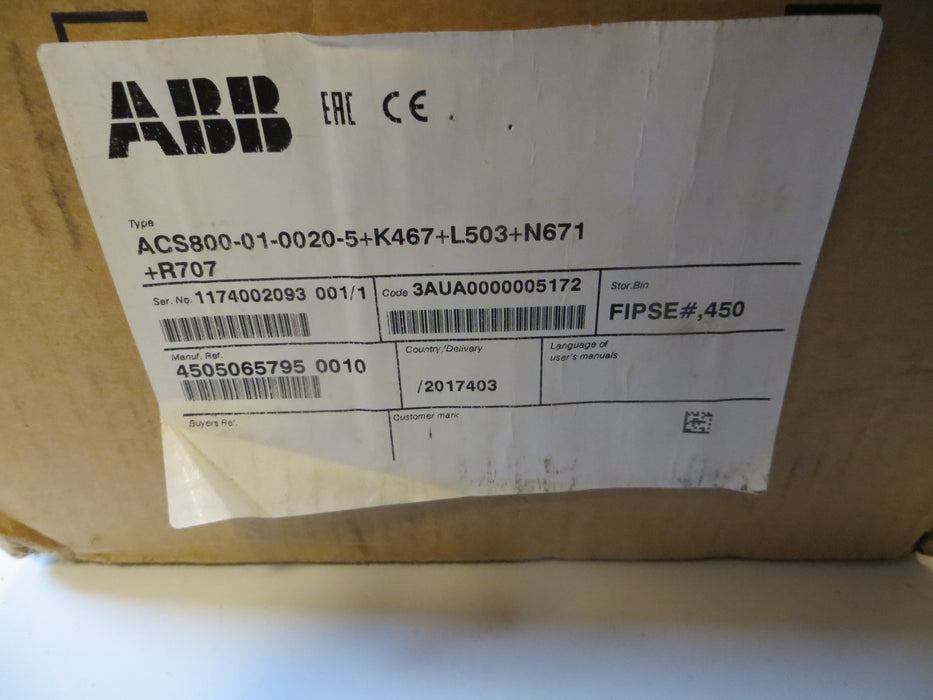 ABB EAC CE
Type
ACS800-01-0020-5+K467+L503+N671
+R707
Ser. No. 1174002093 001/1
Code 3AUA0000005172
Stor.Bin
FIPSE#,450
Manuf. Ref.
4505065795 0010
Country/Delivery
/2017403
Language of
user's manuals
Buyers Ref.
Customer mark